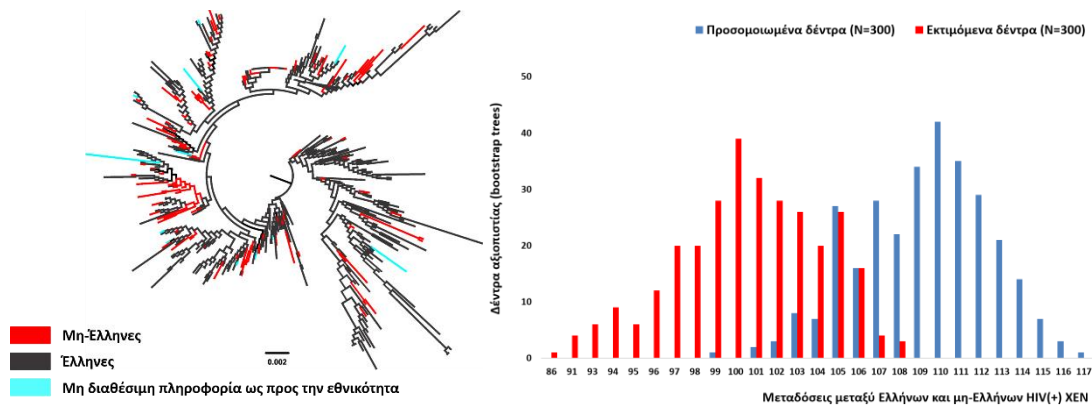 Μη-Έλληνες
Έλληνες
Μη διαθέσιμη πληροφορία ως προς την εθνικότητα
0.002
Προσομοιωμένα δέντρα (N=300)
Εκτιμόμενα δέντρα (N=300)
Δέντρα αξιοπιστίας (bootstrap trees)
50
40
30
20
10
0
86 91 93 94 95 96 97 98 99 100 101 102 103 104 105 106 107 108 109 110 111 112 113 114 115 116 117
Μεταδόσεις μεταξύ Ελλήνων και μη-Ελλήνων HIV(+) ΧΕΝ